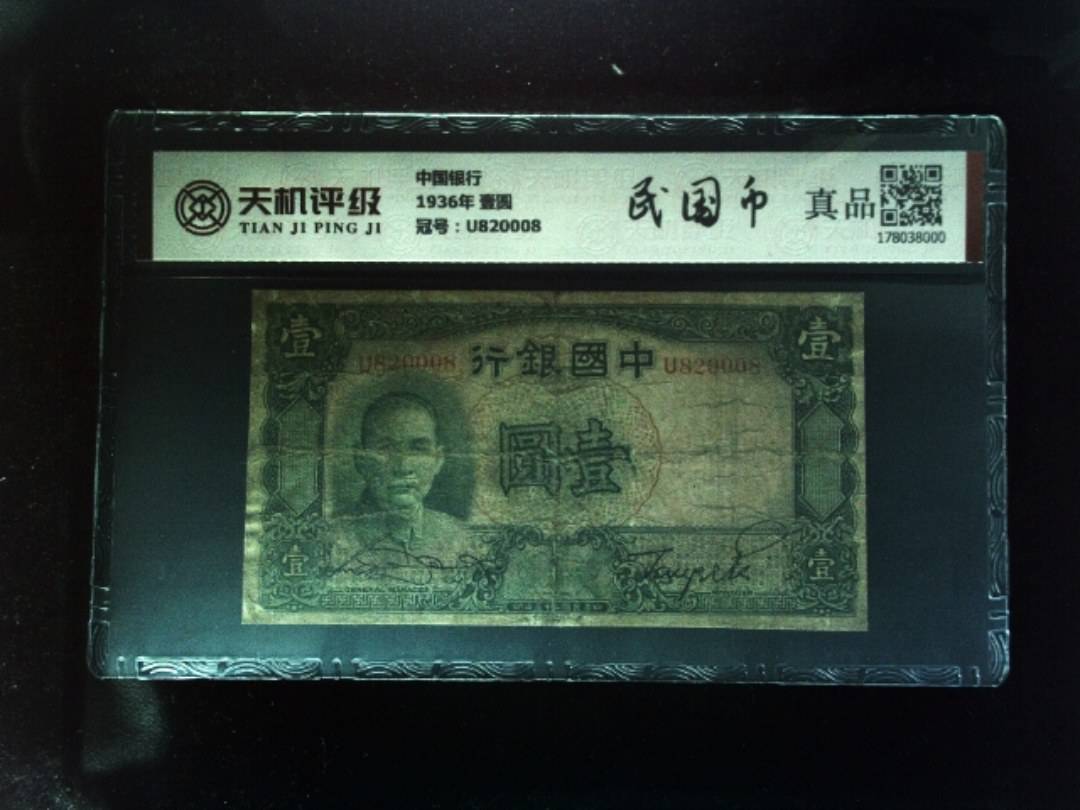 天机评级
TIAN JI PING JI
中国银行
1936年 壹圆
冠号：U820008
民国币
真品
178038000
壹
壹
U820008
行銀國中
U820008
圓壹
壹
壹
GENERAL MANAGER